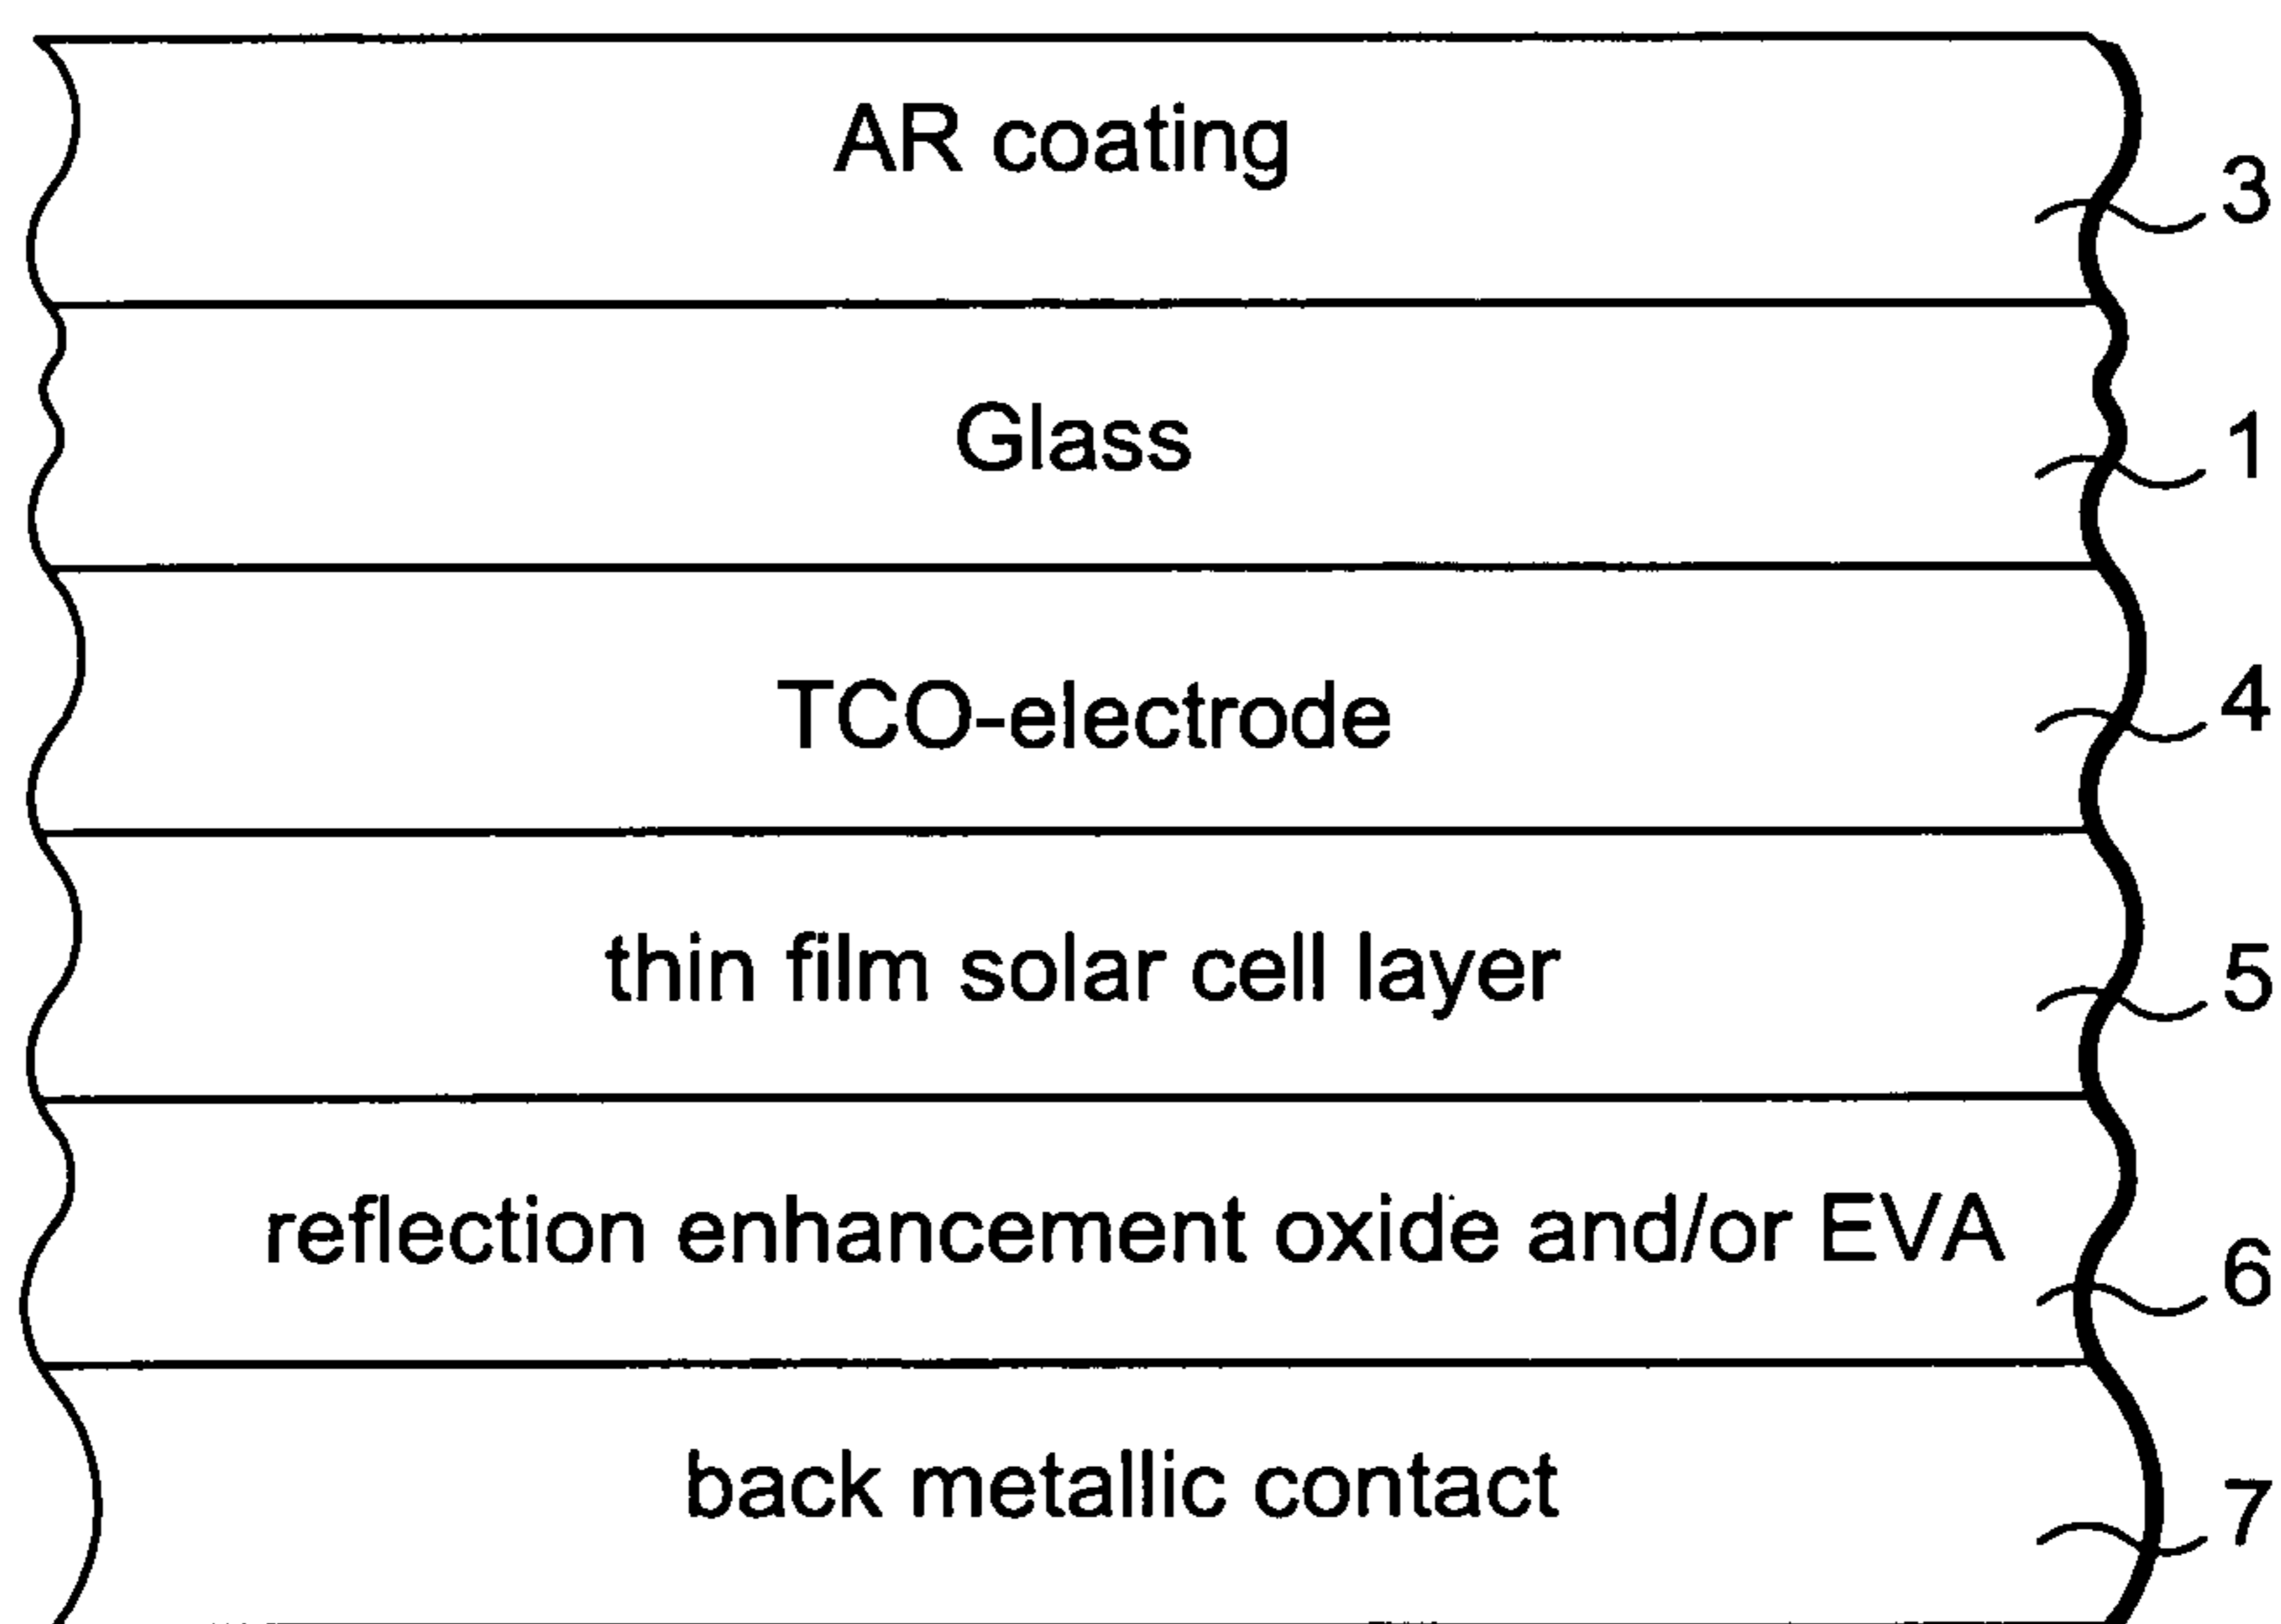 AR coating
3
Glass
1
TCO-electrode
4
thin film solar cell layer
5
reflection enhancement oxide and/or EVA
6
back metallic contact
7